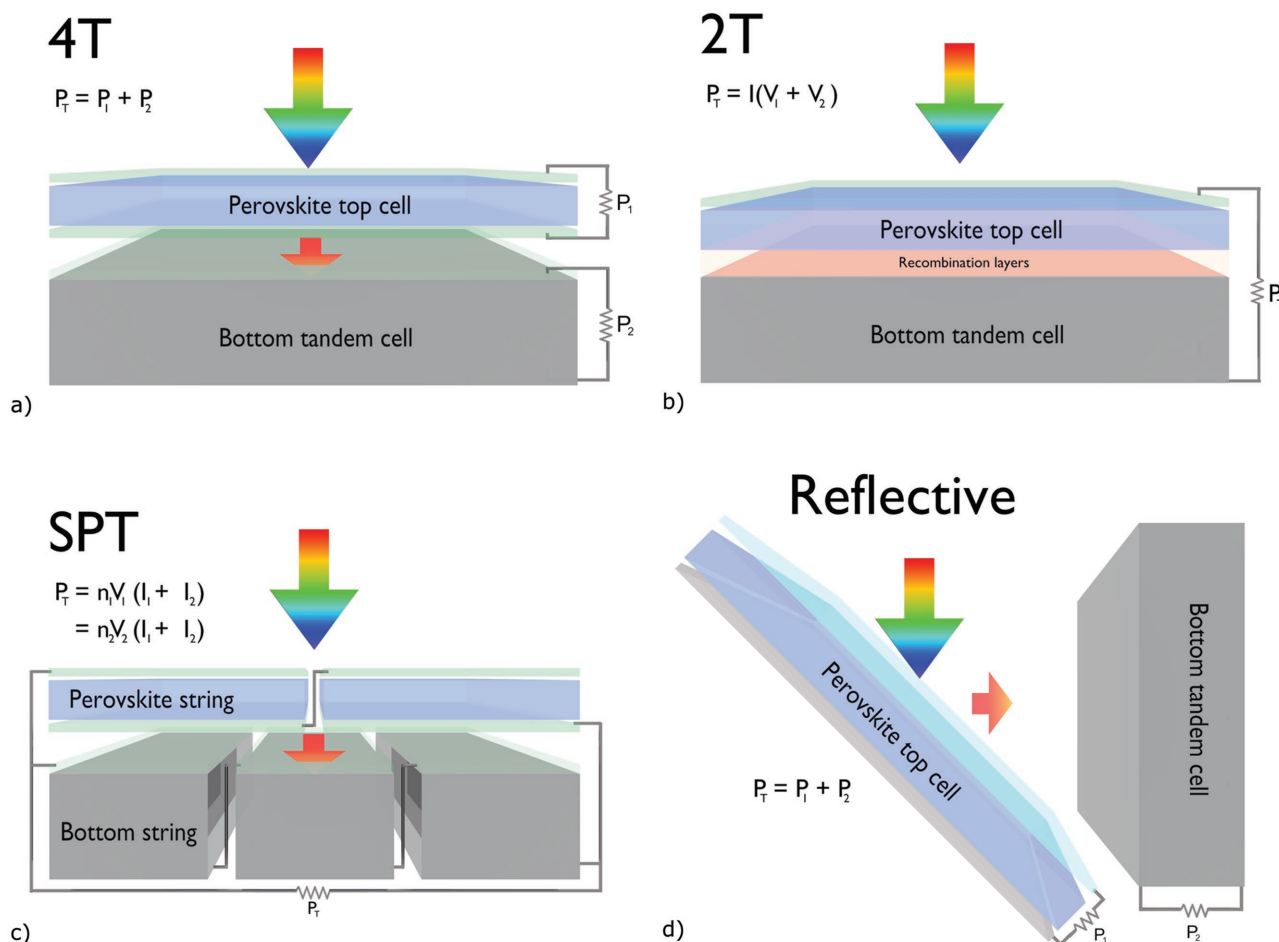 4T
P_T = P_1 + P_2
Perovskite top cell
P_1
Bottom tandem cell
P_2
a)
2T
P_T = I(V_1 + V_2)
Perovskite top cell
Recombination layers
Bottom tandem cell
P
b)
SPT
P_T = n_1V_1 (I_1 + I_2)
= n_2V_2 (I_1 + I_2)
Perovskite string
Bottom string
P_T
c)
Reflective
Perovskite top cell
Bottom tandem cell
P_T = P_1 + P_2
P_1
P_2
d)